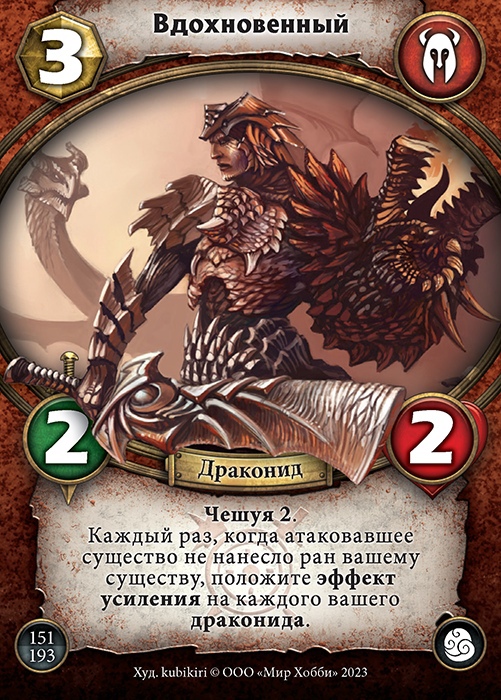 Вдохновенный
3
2
2
Драконид
Чешуя 2.
Каждый раз, когда атаковавшее
существо не нанесло ран вашему
существу, положите эффект
усиления на каждого вашего
драконида.
151
193
Худ. kubikiri © ООО «Мир Хобби» 2023